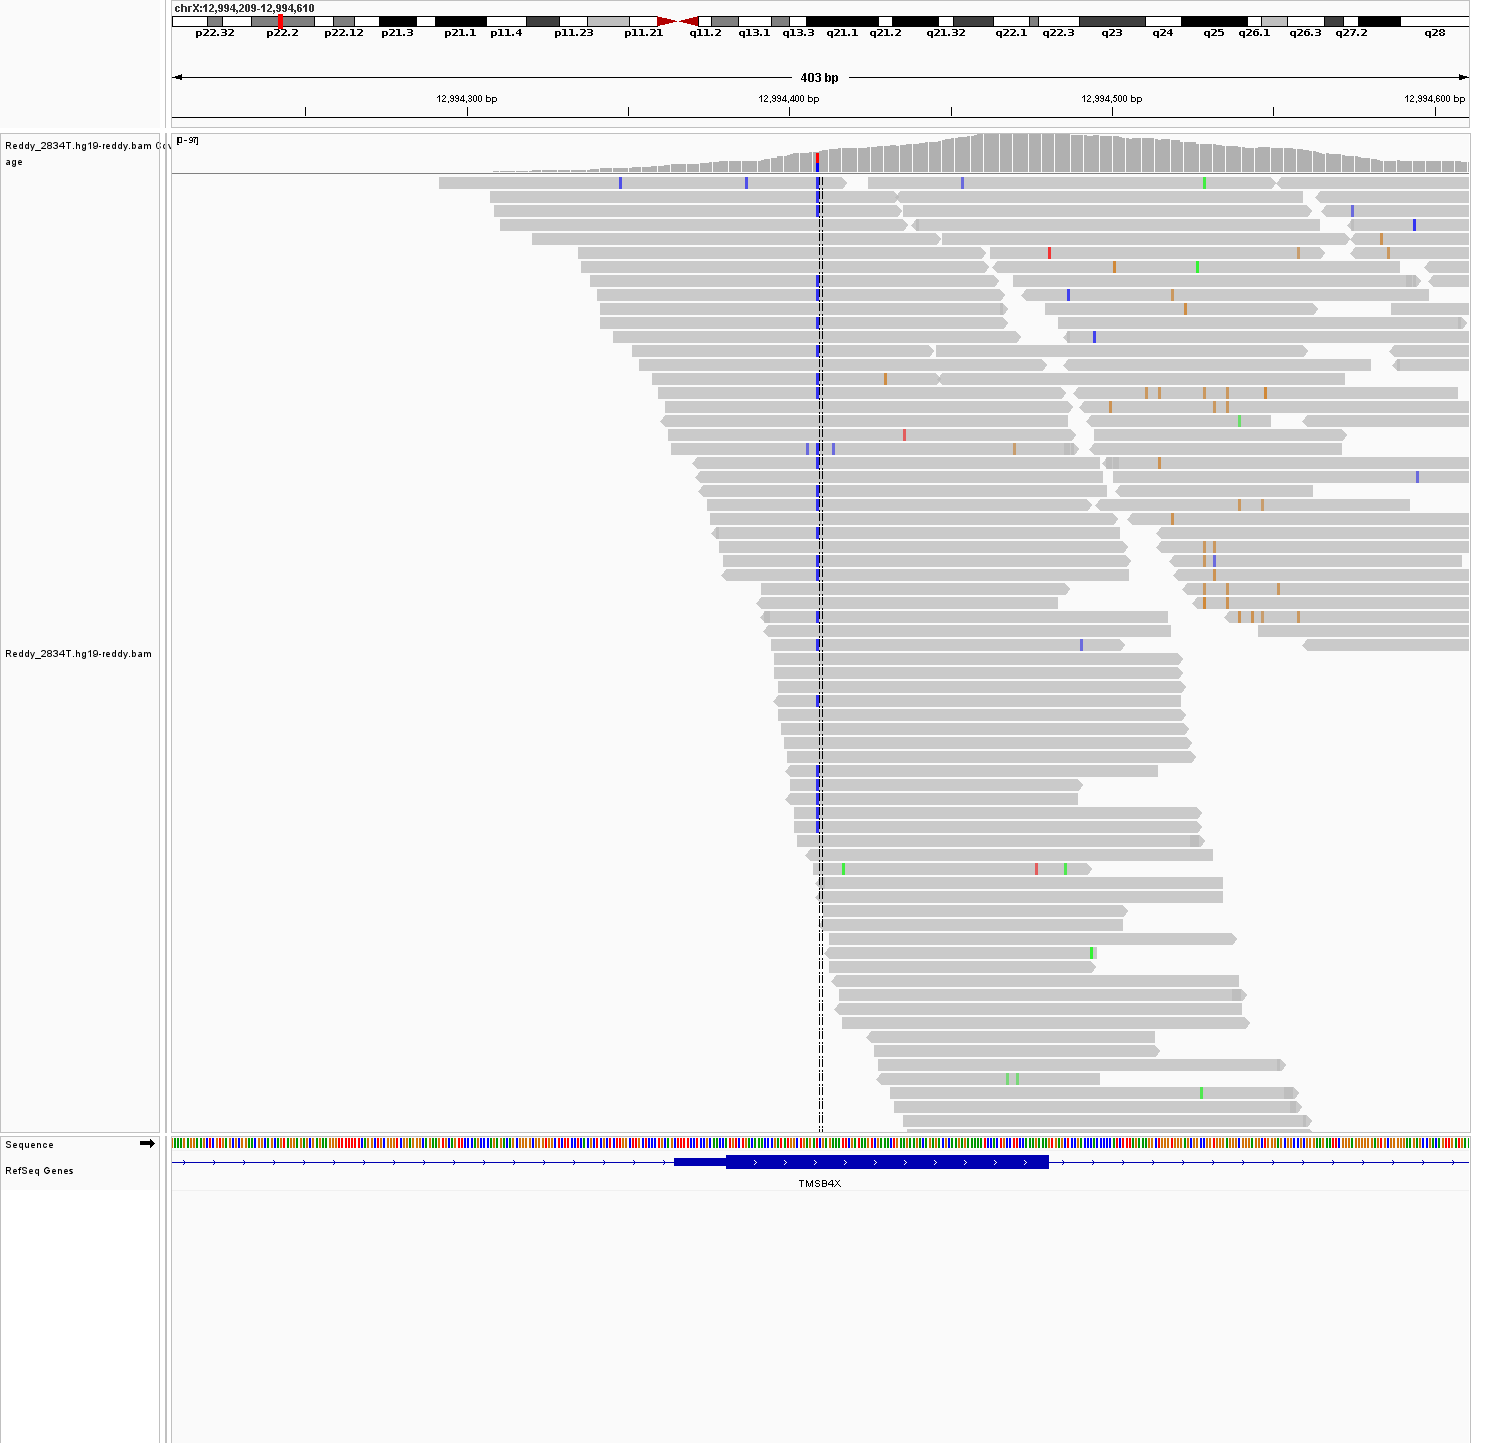 chrX:12,994,209-12,994,610
p22.32 p22.2 p22.12 p21.3 p21.1 p11.4 p11.23 p11.21 q11.2 q13.1 q13.3 q21.1 q21.2 q21.32 q22.1 q22.3 q23 q24 q25 q26.1 q26.3 q27.2 q28
403 bp
12,994,300 bp 12,994,400 bp 12,994,500 bp 12,994,600 bp
Reddy_2834T.hg19-reddy.bam Cov
age
[0 - 97]
Reddy_2834T.hg19-reddy.bam
Sequence
RefSeq Genes
TMSB4X